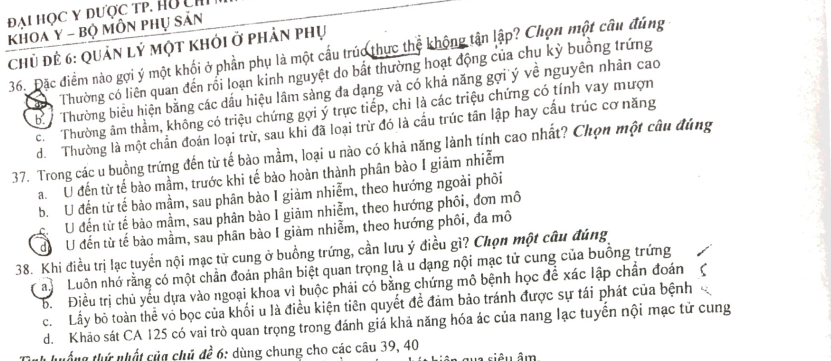 ĐẠI HỌC Y DƯỢC TP. HỒ
KHOA Y – BỘ MÔN PHỤ SẢN
CHỦ ĐỀ 6: QUẢN LÝ MỘT KHỐI Ở PHẦN PHỤ
36. Đặc điểm nào gợi ý một khối ở phần phụ là một cấu trúc thực thể không tân lập? Chọn một câu đúng
a. Thường có liên quan đến rối loạn kinh nguyệt do bất thường hoạt động của chu kỳ buồng trứng
b. Thường biểu hiện bằng các dấu hiệu lâm sàng đa dạng và có khả năng gợi ý về nguyên nhân cao
c. Thường âm thầm, không có triệu chứng gợi ý trực tiếp, chỉ là các triệu chứng có tính vay mượn
d. Thường là một chẩn đoán loại trừ, sau khi đã loại trừ đó là cấu trúc tân lập hay cấu trúc cơ năng
37. Trong các u buồng trứng đến từ tế bào mầm, loại u nào có khả năng lành tính cao nhất? Chọn một câu đúng
a. U đến từ tế bào mầm, trước khi tế bào hoàn thành phân bào I giảm nhiễm
b. U đến từ tế bào mầm, sau phân bào I giảm nhiễm, theo hướng ngoài phôi
c. U đến từ tế bào mầm, sau phân bào I giảm nhiễm, theo hướng phôi, đơn mô
d. U đến từ tế bào mầm, sau phân bào I giảm nhiễm, theo hướng phôi, đa mô
38. Khi điều trị lạc tuyến nội mạc tử cung ở buồng trứng, cần lưu ý điều gì? Chọn một câu đúng
a. Luôn nhớ rằng có một chẩn đoán phân biệt quan trọng là u dạng nội mạc tử cung của buồng trứng
b. Điều trị chủ yếu dựa vào ngoại khoa vì buộc phải có bằng chứng mô bệnh học để xác lập chẩn đoán
c. Lấy bỏ toàn thể vỏ bọc của khối u là điều kiện tiên quyết để đảm bảo tránh được sự tái phát của bệnh
d. Khảo sát CA 125 có vai trò quan trọng trong đánh giá khả năng hóa ác của nang lạc tuyến nội mạc tử cung
Tình huống thứ nhất của chủ đề 6: dùng chung cho các câu 39, 40
qua siêu âm